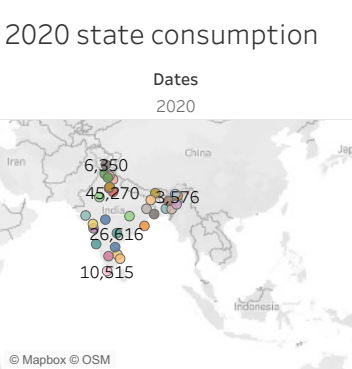 2020 state consumption
Dates
2020
Iran
China
Jap
6,350
45,270
3,576
India
26,616
10,515
Indonesia
© Mapbox © OSM